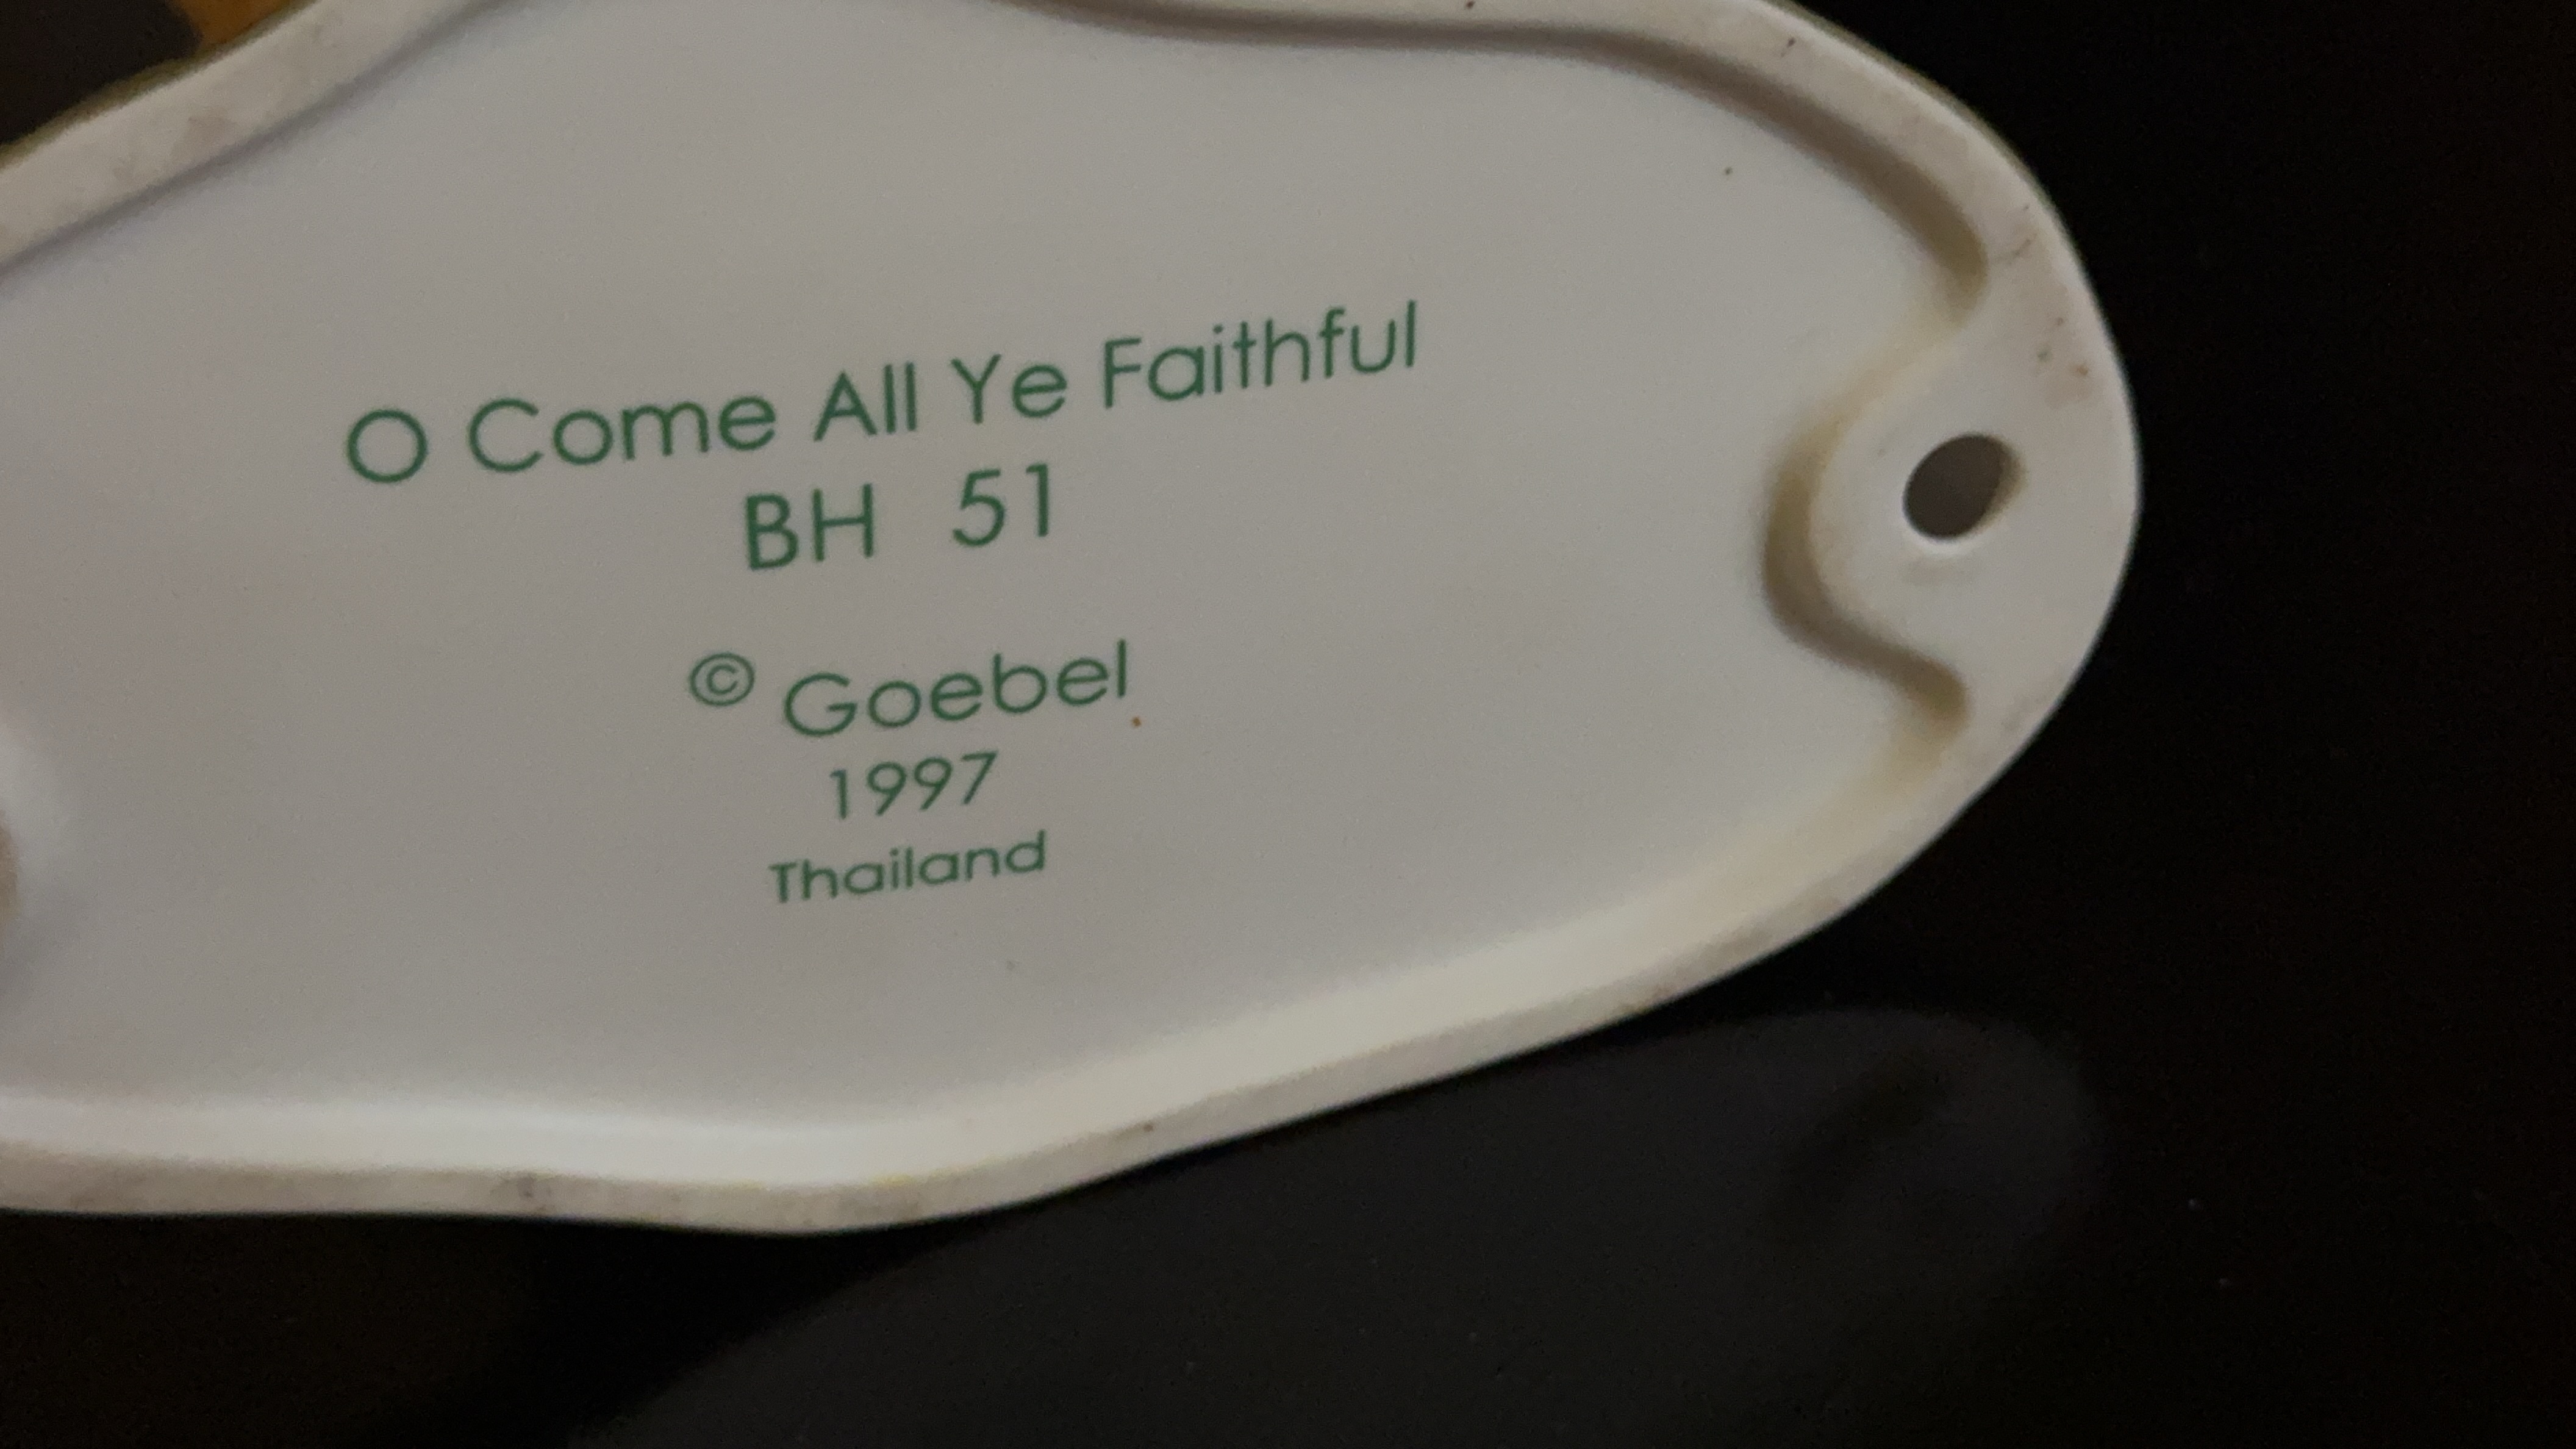 O Come All Ye Faithful
BH 51
© Goebel
1997
Thailand